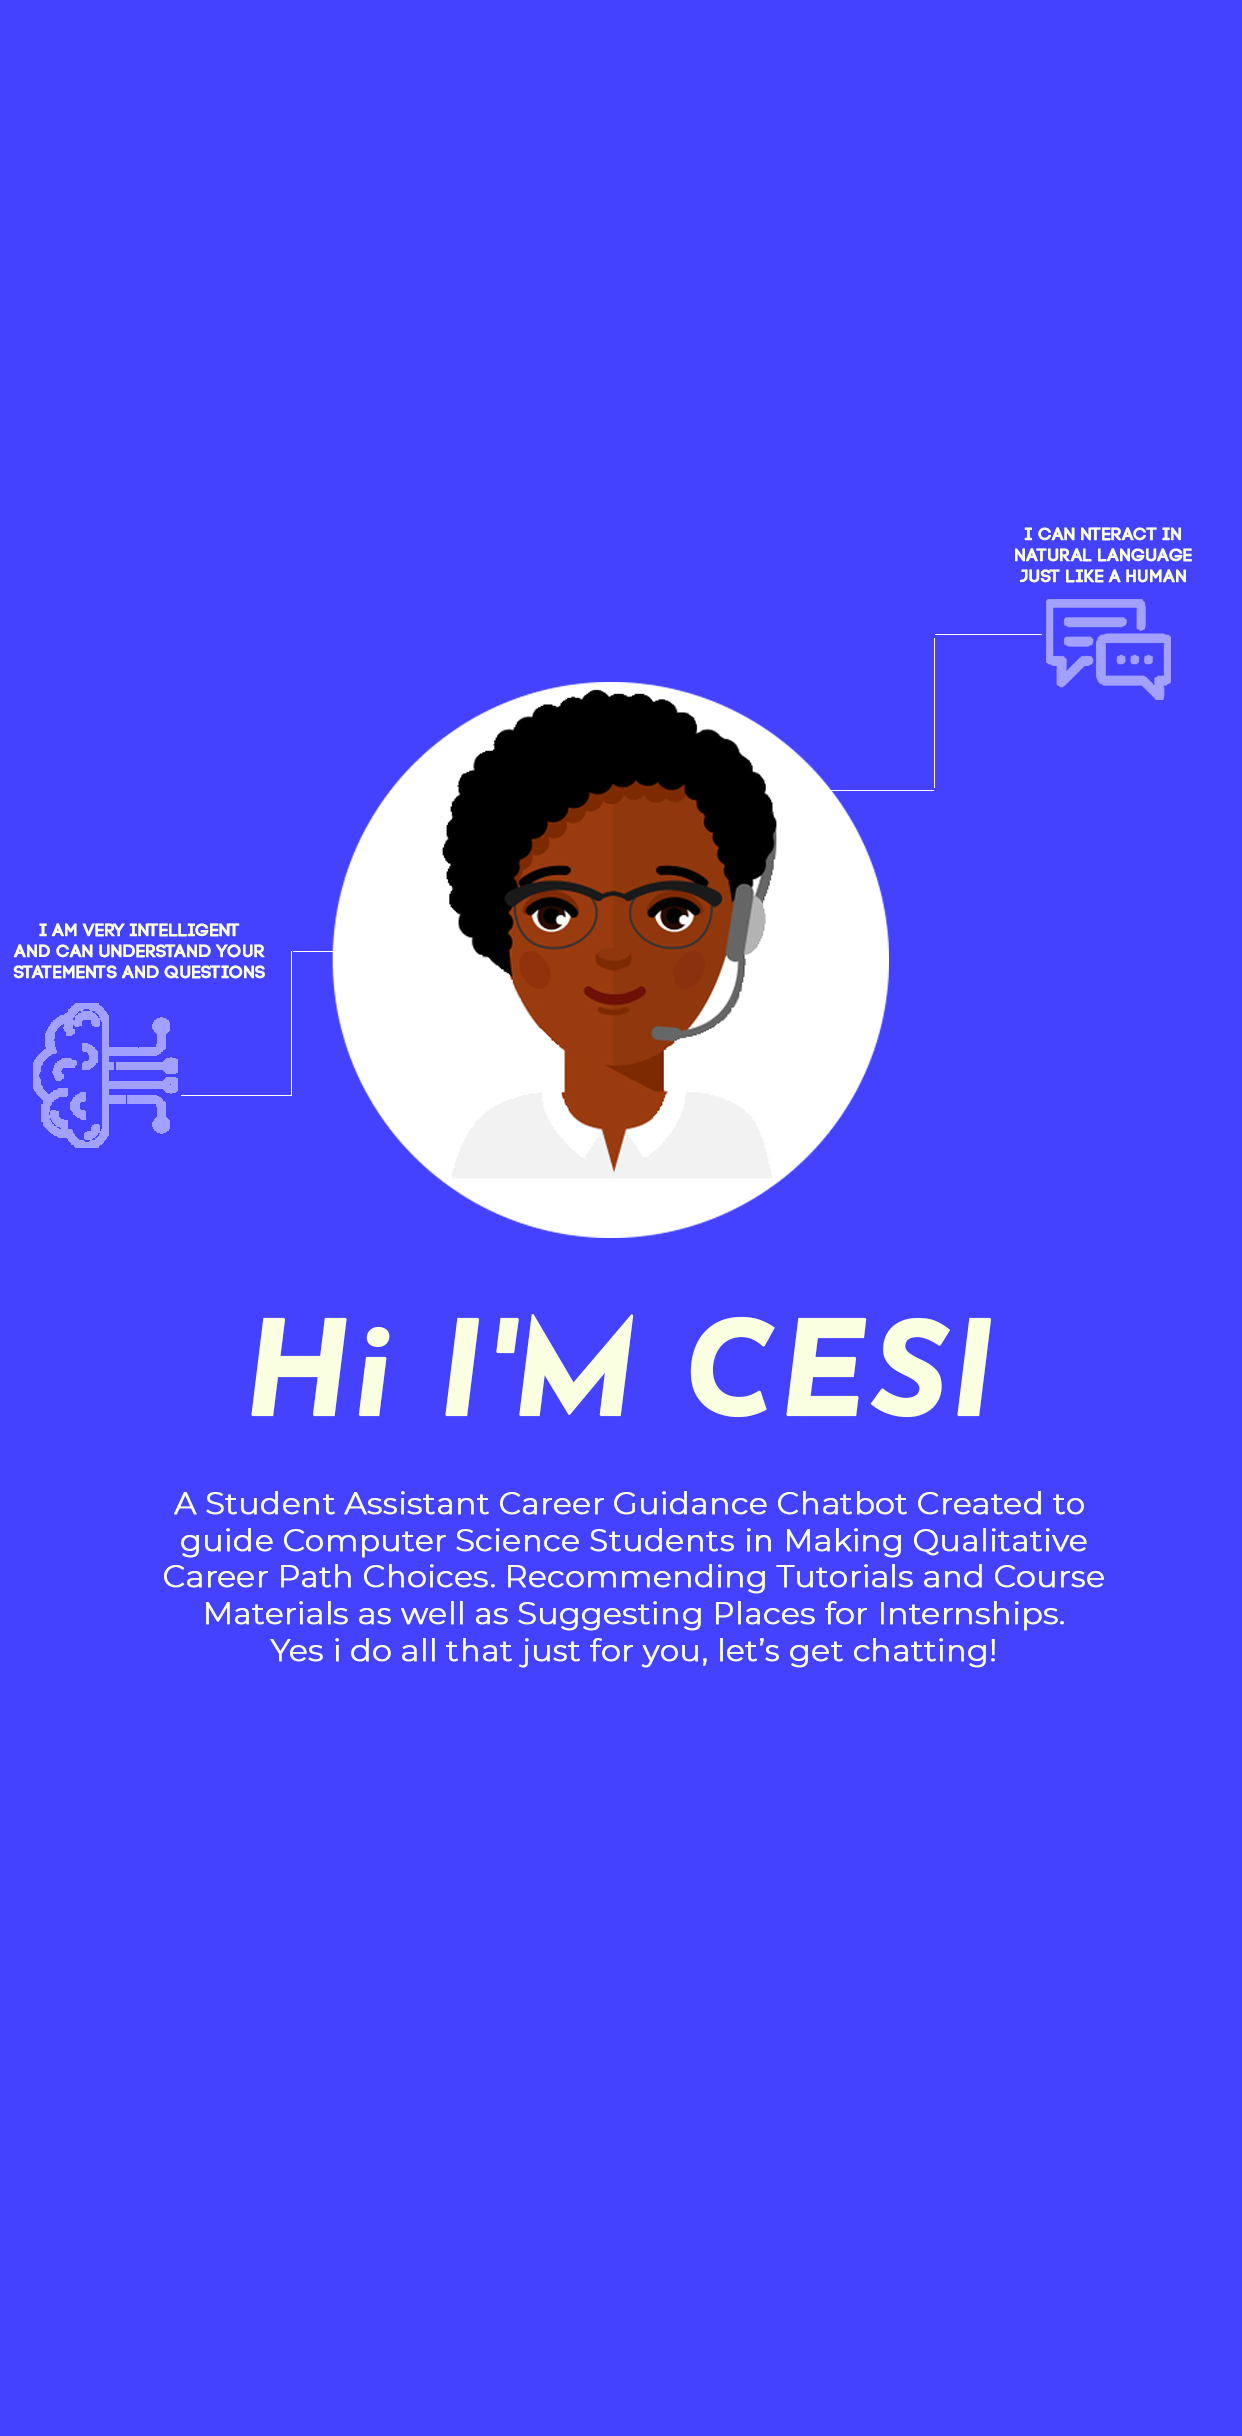 I CAN NTERACT IN
NATURAL LANGUAGE
JUST LIKE A HUMAN
I AM VERY INTELLIGENT
AND CAN UNDERSTAND YOUR
STATEMENTS AND QUESTIONS
Hi I'M CESI
A Student Assistant Career Guidance Chatbot Created to
guide Computer Science Students in Making Qualitative
Career Path Choices. Recommending Tutorials and Course
Materials as well as Suggesting Places for Internships.
Yes i do all that just for you, let’s get chatting!